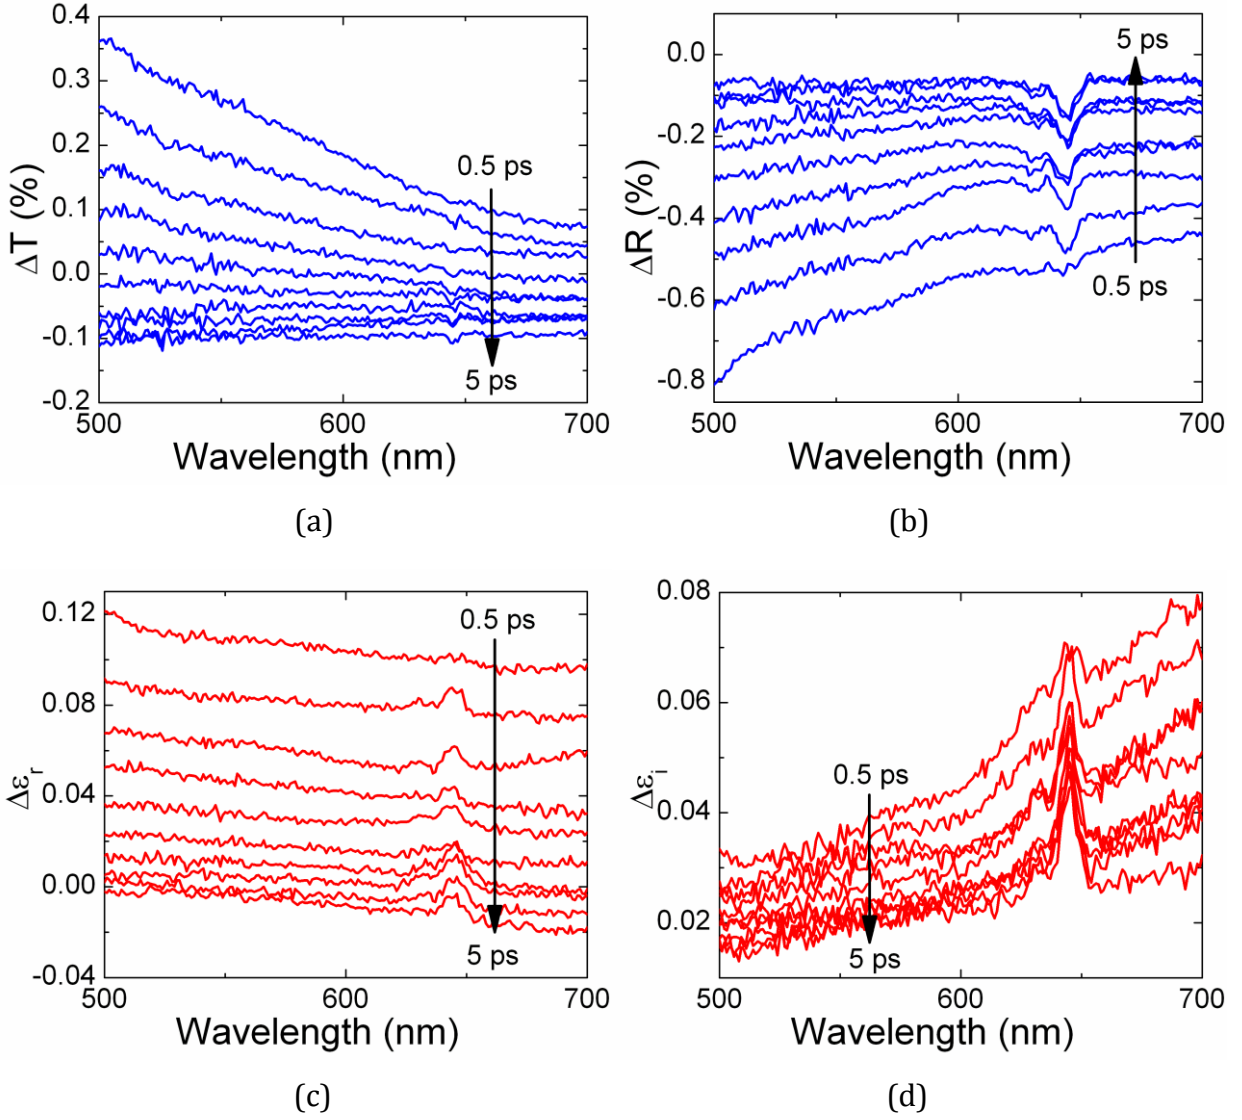 0.4
0.3
0.2
0.1
0.0
-0.1
-0.2
ΔT (%)
0.5 ps
5 ps
500
600
700
Wavelength (nm)
(a)
0.0
-0.2
-0.4
-0.6
-0.8
ΔR (%)
5 ps
0.5 ps
500
600
700
Wavelength (nm)
(b)
0.12
0.08
0.04
0.00
-0.04
Δεr
0.5 ps
5 ps
500
600
700
Wavelength (nm)
(c)
0.08
0.06
0.04
0.02
Δεi
0.5 ps
5 ps
500
600
700
Wavelength (nm)
(d)